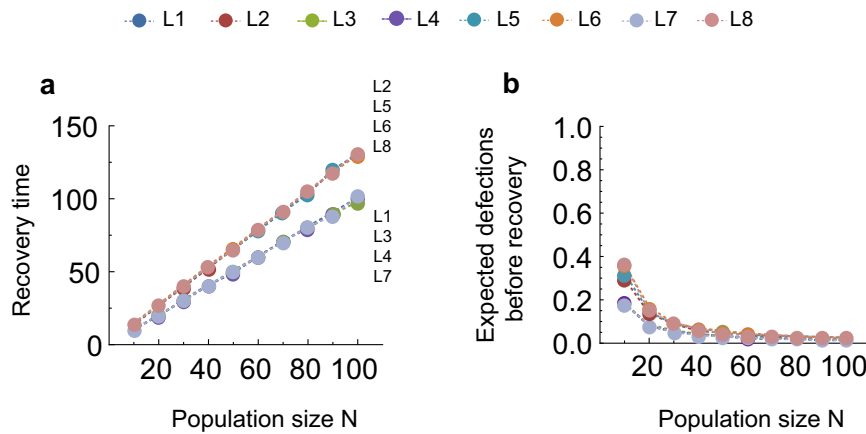 L1 L2 L3 L4 L5 L6 L7 L8
a
L2
L5
L6
L8
L1
L3
L4
L7
150
100
50
0
20 40 60 80 100
Recovery time
Population size N
b
1.0
0.8
0.6
0.4
0.2
0.0
20 40 60 80 100
Expected defections
before recovery
Population size N